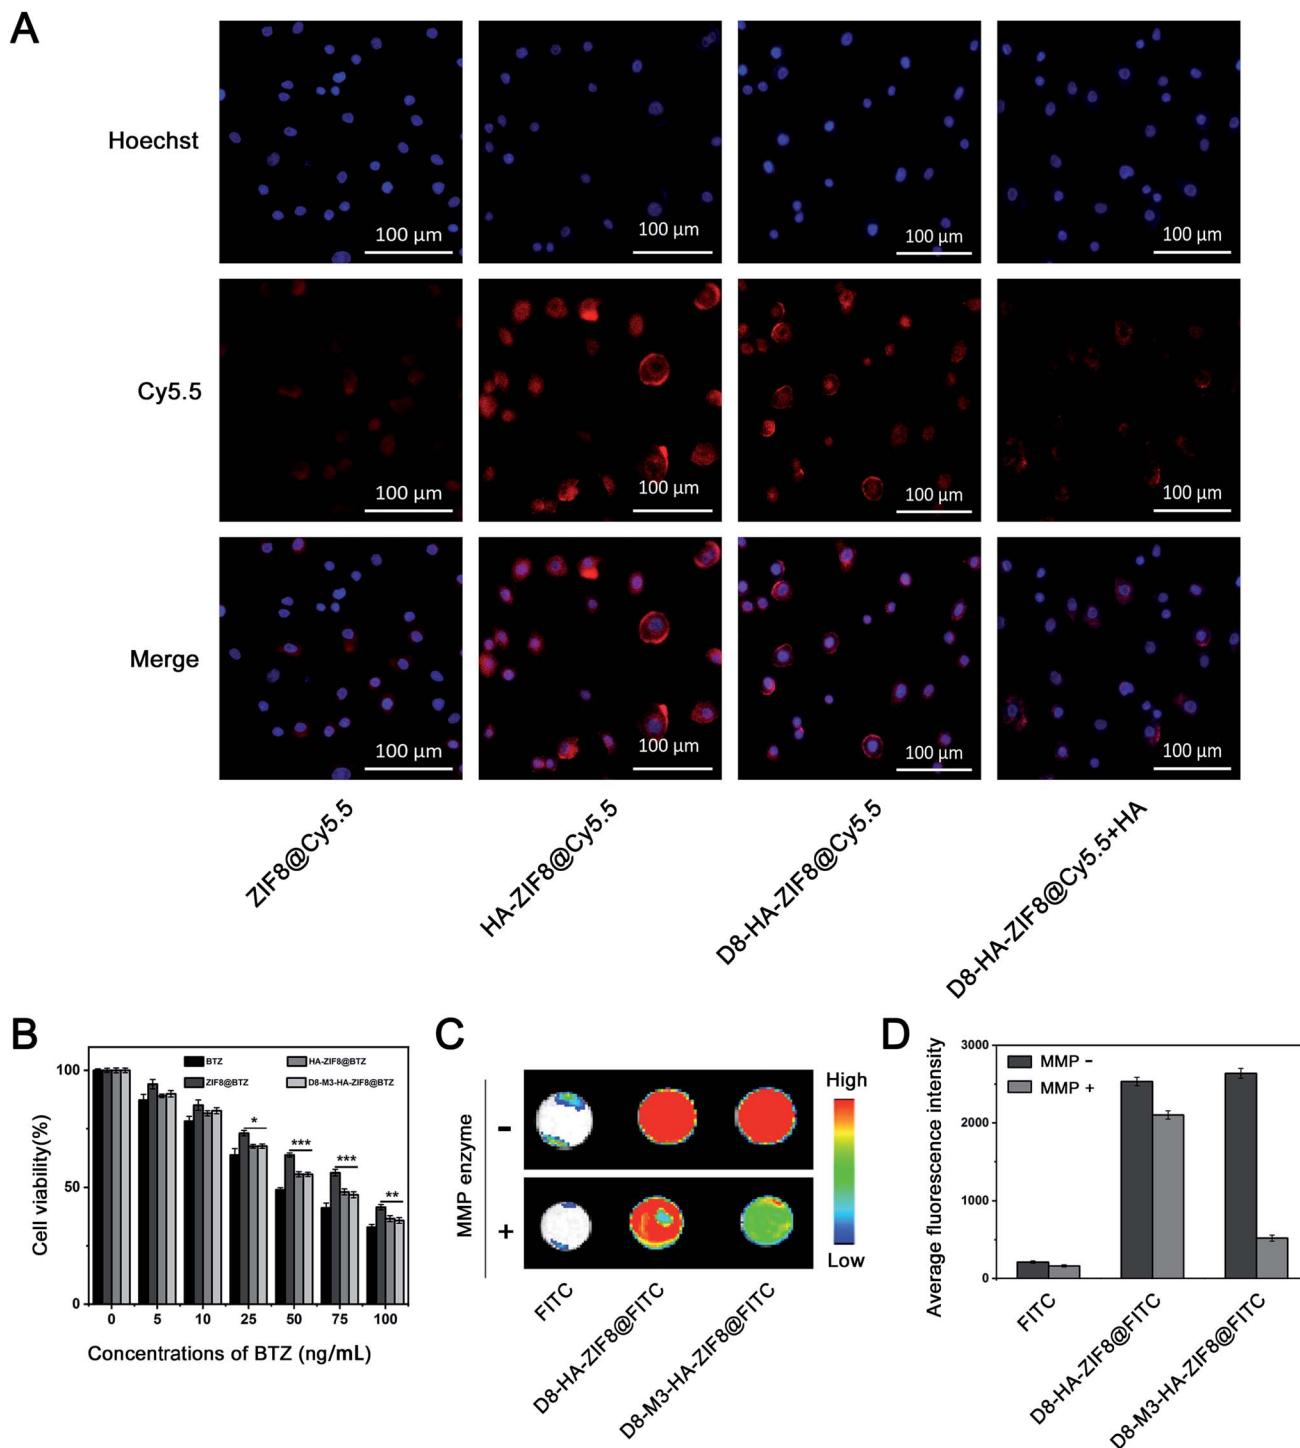 A
Hoechst
100 μm
100 μm
100 μm
100 μm
Cy5.5
100 μm
100 μm
100 μm
100 μm
Merge
100 μm
100 μm
100 μm
100 μm
ZIF8@Cy5.5
HA-ZIF8@Cy5.5
D8-HA-ZIF8@Cy5.5
D8-HA-ZIF8@Cy5.5+HA
B
Cell viability(%)
100
50
0
BTZ
ZIF8@BTZ
HA-ZIF8@BTZ
D8-M3-HA-ZIF8@BTZ
*
***
***
**
0 5 10 25 50 75 100
Concentrations of BTZ (ng/mL)
C
MMP enzyme
-
+
High
Low
FITC
D8-HA-ZIF8@FITC
D8-M3-HA-ZIF8@FITC
D
Average fluorescence intensity
3000
2000
1000
0
MMP -
MMP +
FITC
D8-HA-ZIF8@FITC
D8-M3-HA-ZIF8@FITC